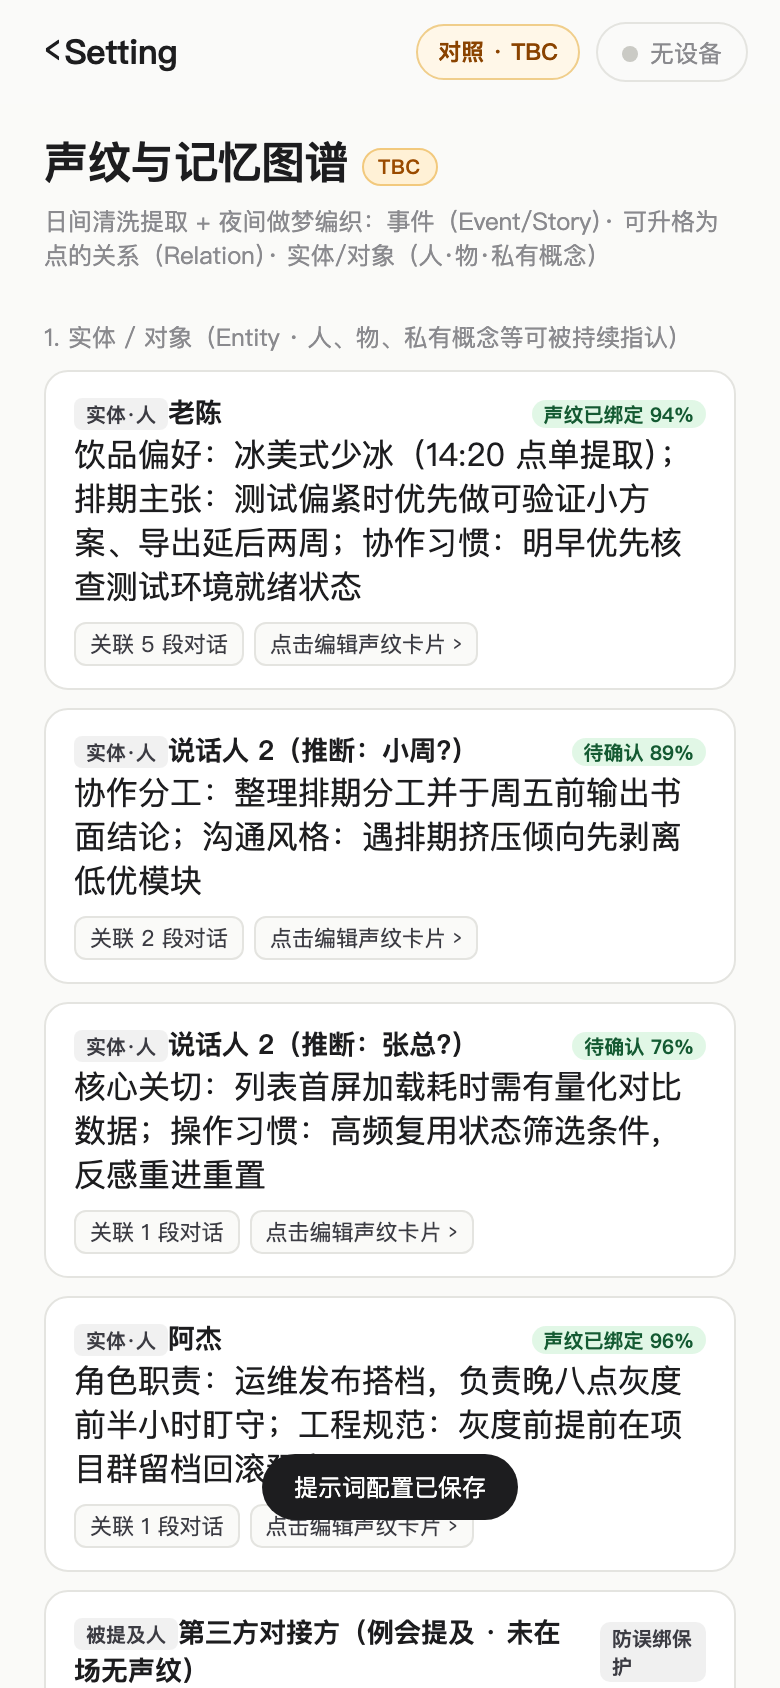 <Setting
对照 · TBC
无设备
声纹与记忆图谱 TBC
日间清洗提取 + 夜间做梦编织：事件（Event/Story）· 可升格为
点的关系（Relation）· 实体/对象（人·物·私有概念）
1. 实体 / 对象（Entity · 人、物、私有概念等可被持续指认）
实体·人 老陈 声纹已绑定 94%
饮品偏好：冰美式少冰（14:20 点单提取）；
排期主张：测试偏紧时优先做可验证小方
案、导出延后两周；协作习惯：明早优先核
查测试环境就绪状态
关联 5 段对话 点击编辑声纹卡片 ›
实体·人 说话人 2（推断：小周?） 待确认 89%
协作分工：整理排期分工并于周五前输出书
面结论；沟通风格：遇排期挤压倾向先剥离
低优模块
关联 2 段对话 点击编辑声纹卡片 ›
实体·人 说话人 2（推断：张总?） 待确认 76%
核心关切：列表首屏加载耗时需有量化对比
数据；操作习惯：高频复用状态筛选条件，
反感重进重置
关联 1 段对话 点击编辑声纹卡片 ›
实体·人 阿杰 声纹已绑定 96%
角色职责：运维发布搭档，负责晚八点灰度
前半小时盯守；工程规范：灰度前提前在项
目群留档回滚
提示词配置已保存
关联 1 段对话 点击编辑声纹卡片 ›
被提及人 第三方对接方（例会提及 · 未在
场无声纹）
防误绑保
护